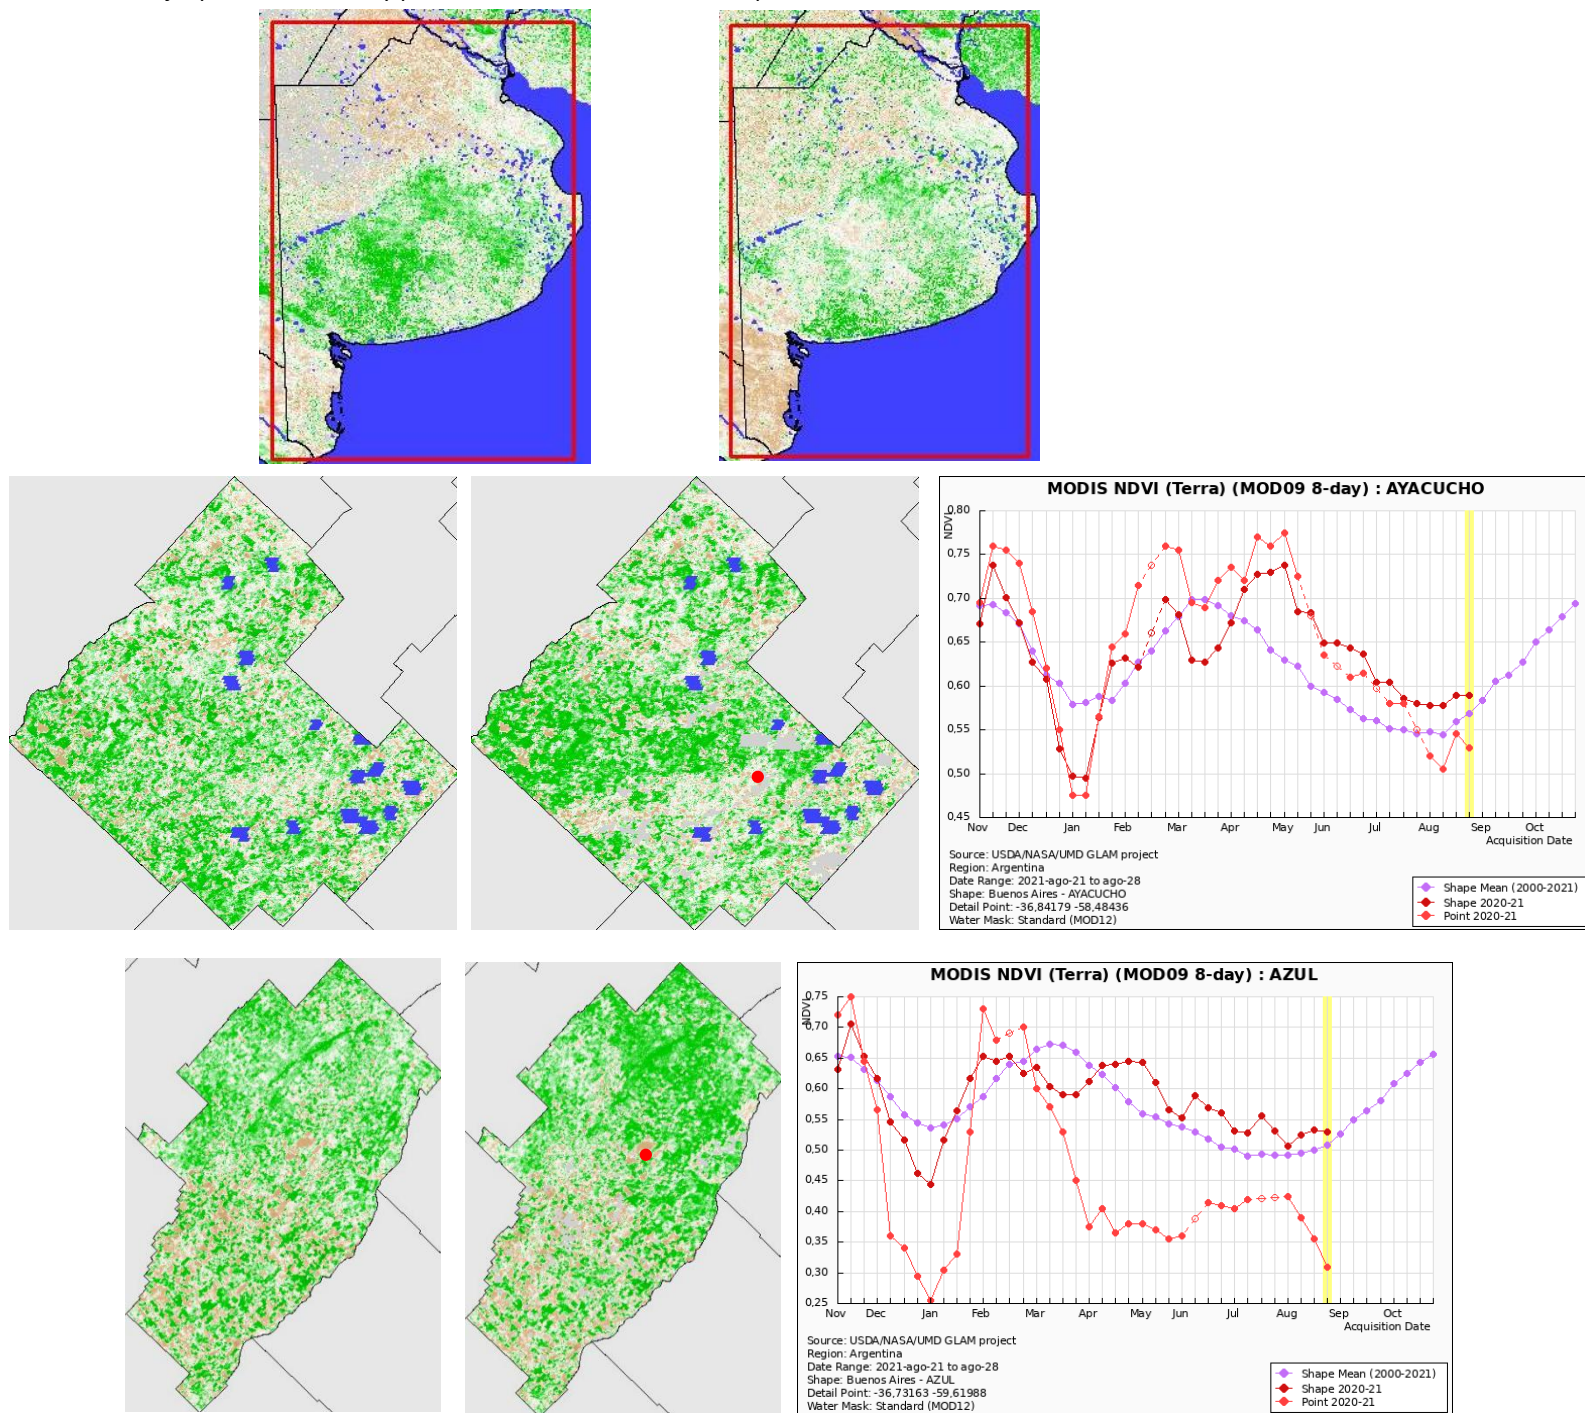 MODIS NDVI (Terra) (MOD09 8-day) : AYACUCHO
NDVI
0,80
0,75
0,70
0,65
0,60
0,55
0,50
0,45
Nov Dec Jan Feb Mar Apr May Jun Jul Aug Sep Oct
Acquisition Date
Source: USDA/NASA/UMD GLAM project
Region: Argentina
Date Range: 2021-ago-21 to ago-28
Shape: Buenos Aires - AYACUCHO
Detail Point: -36,84179 -58,48436
Water Mask: Standard (MOD12)
Shape Mean (2000-2021)
Shape 2020-21
Point 2020-21
MODIS NDVI (Terra) (MOD09 8-day) : AZUL
NDVI
0,75
0,70
0,65
0,60
0,55
0,50
0,45
0,40
0,35
0,30
0,25
Nov Dec Jan Feb Mar Apr May Jun Jul Aug Sep Oct
Acquisition Date
Source: USDA/NASA/UMD GLAM project
Region: Argentina
Date Range: 2021-ago-21 to ago-28
Shape: Buenos Aires - AZUL
Detail Point: -36,73163 -59,61988
Water Mask: Standard (MOD12)
Shape Mean (2000-2021)
Shape 2020-21
Point 2020-21